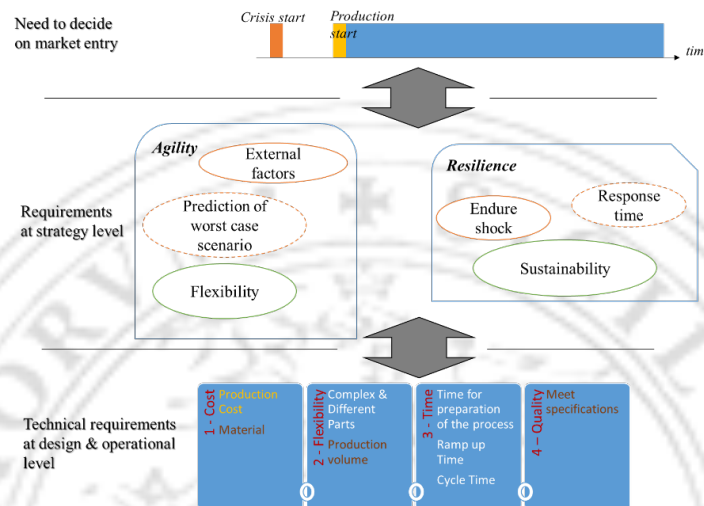 Need to decide
on market entry
Crisis start
Production
start
tim
Agility
External
factors
Prediction of
worst case
scenario
Flexibility
Resilience
Endure
shock
Response
time
Sustainability
Requirements
at strategy level
Technical requirements
at design & operational
level
1 - Cost
Production
Cost
Material
2 - Flexibility
Complex &
Different
Parts
Production
volume
3 - Time
Time for
preparation
of the process
Ramp up
Time
Cycle Time
4 – Quality
Meet
specifications